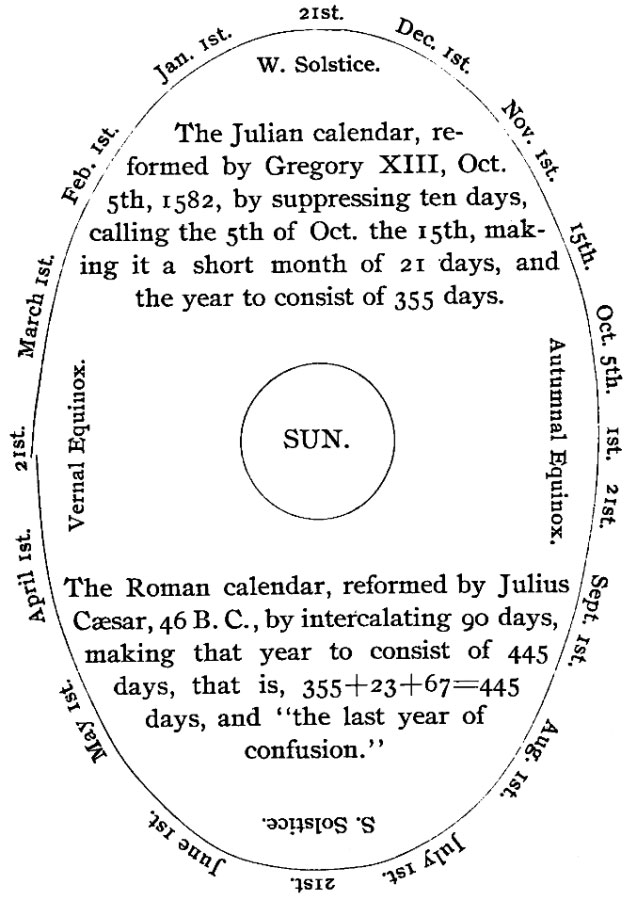 21st.
Dec. 1st.
Nov. 1st.
15th.
Oct. 5th.
1st.
21st.
Sept. 1st.
Aug. 1st.
July 1st.
21st.
June 1st.
May 1st.
April 1st.
21st.
March 1st.
Feb. 1st.
Jan. 1st.
W. Solstice.
The Julian calendar, re-
formed by Gregory XIII, Oct.
5th, 1582, by suppressing ten days,
calling the 5th of Oct. the 15th, mak-
ing it a short month of 21 days, and
the year to consist of 355 days.
Vernal Equinox.
SUN.
Autumnal Equinox.
The Roman calendar, reformed by Julius
Cæsar, 46 B. C., by intercalating 90 days,
making that year to consist of 445
days, that is, 355+23+67=445
days, and “the last year of
confusion.”
S. Solstice.